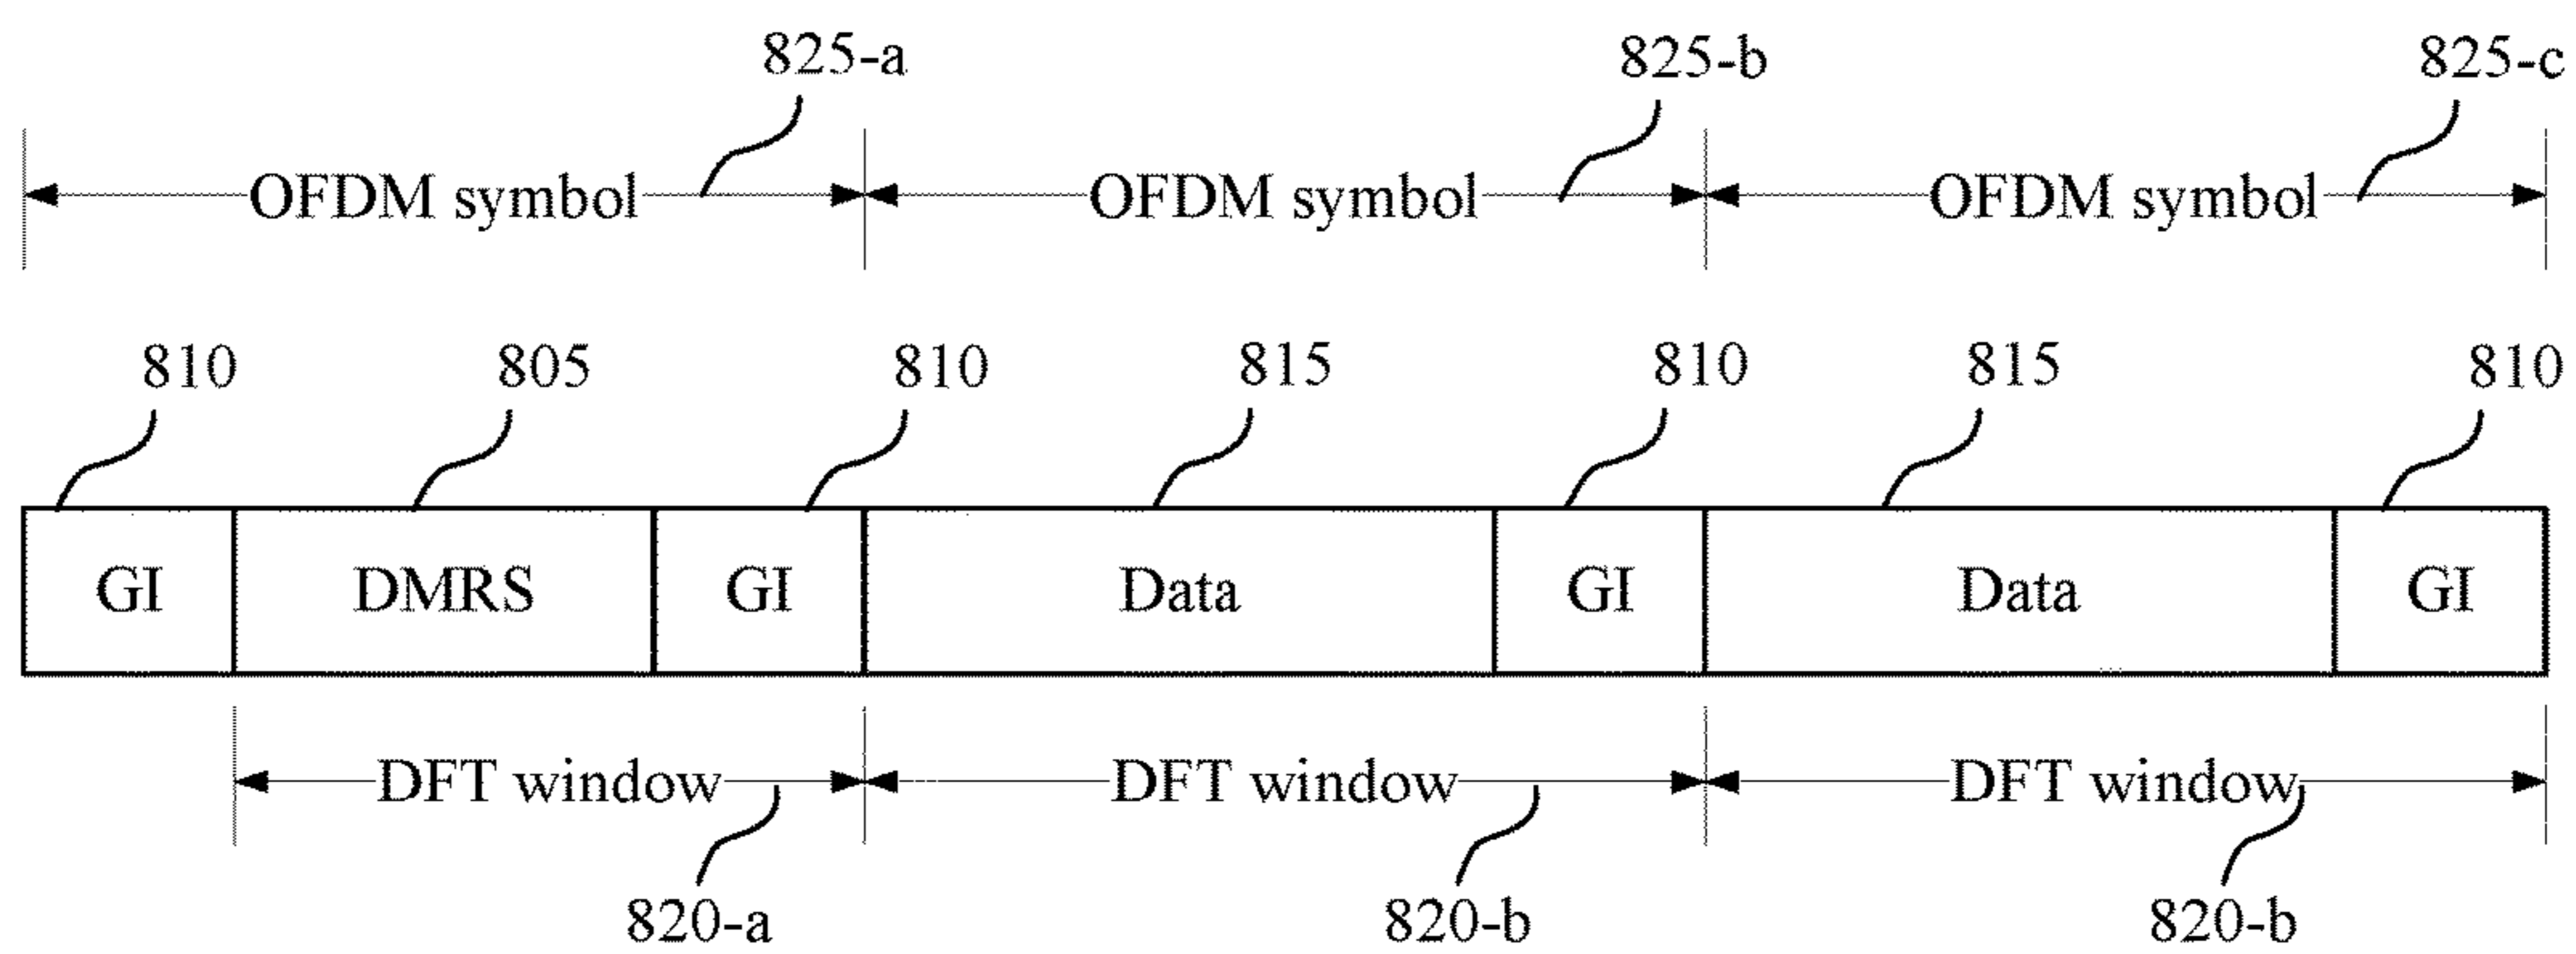 825-a 825-b 825-c
OFDM symbol OFDM symbol OFDM symbol
810 805 810 815 810 815 810
GI DMRS GI Data GI Data GI
DFT window DFT window DFT window
820-a 820-b 820-b